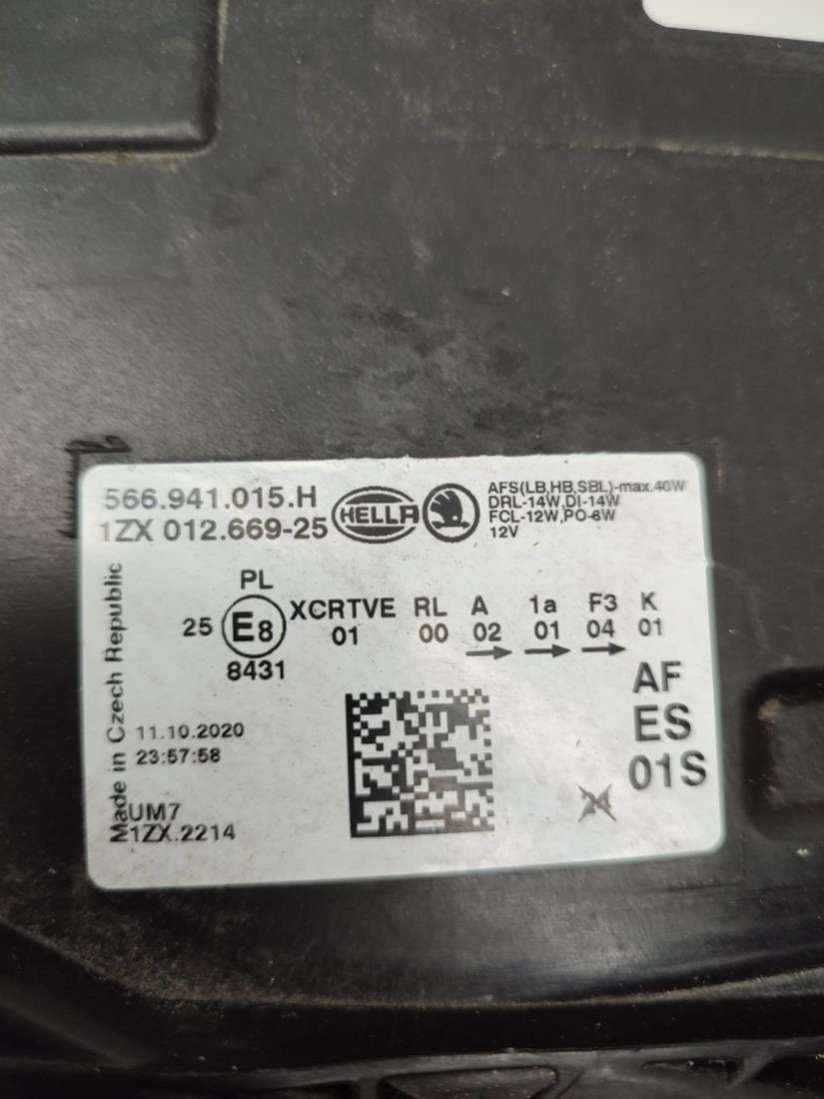 566.941.015.H
1ZX 012.669-25
HELLA
AFS(LB,HB,SBL)-max.40W
DRL-14W,DI-14W
FCL-12W,PO-6W
12V
PL
25 E8 XCRTVE RL A 1a F3 K
01 00 02 01 04 01
8431
AF
ES
01S
Made in Czech Republic
11.10.2020
23:57:58
UM7
1ZX.2214